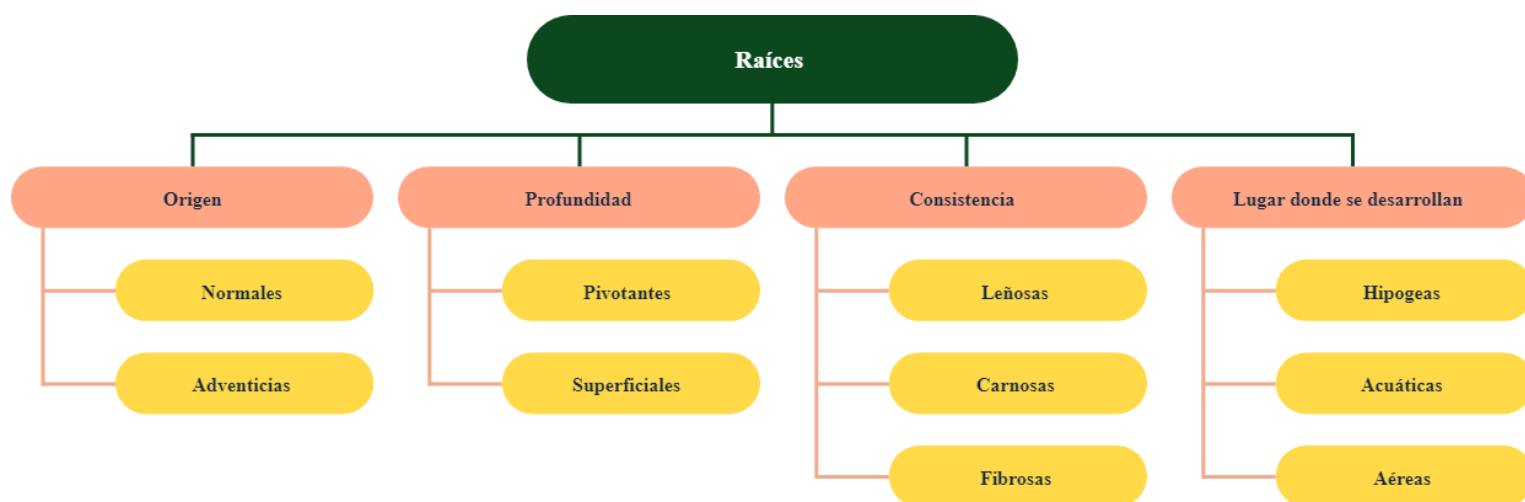 Raíces
Origen
Normales
Adventicias
Profundidad
Pivotantes
Superficiales
Consistencia
Leñosas
Carnosas
Fibrosas
Lugar donde se desarrollan
Hipogeas
Acuáticas
Aéreas